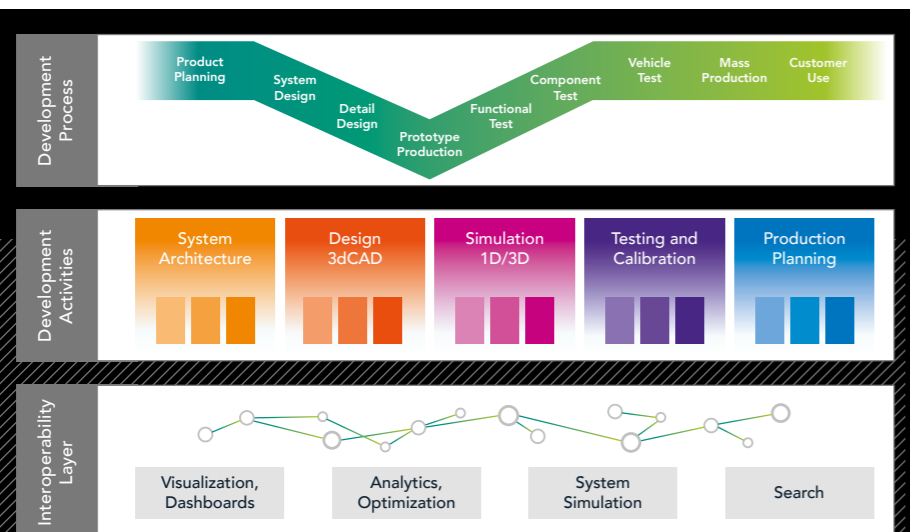 Development
Process
Product
Planning
System
Design
Detail
Design
Prototype
Production
Functional
Test
Component
Test
Vehicle
Test
Mass
Production
Customer
Use
Development
Activities
System
Architecture
Design
3dCAD
Simulation
1D/3D
Testing and
Calibration
Production
Planning
Interoperability
Layer
Visualization,
Dashboards
Analytics,
Optimization
System
Simulation
Search